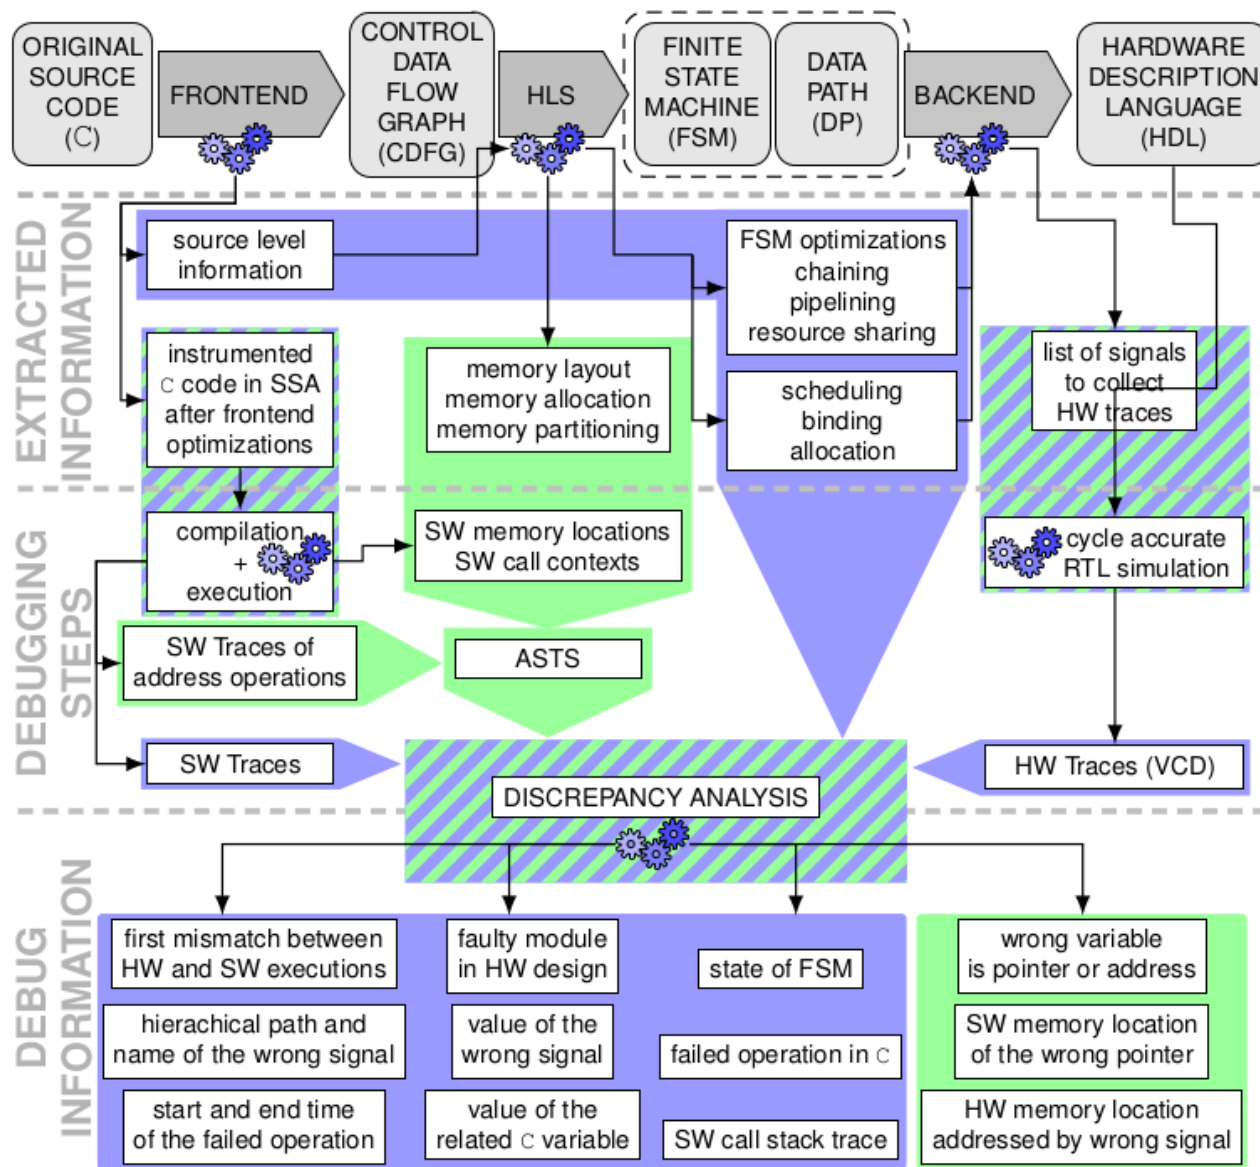 ORIGINAL
SOURCE
CODE
(C)
FRONTEND
CONTROL
DATA
FLOW
GRAPH
(CDFG)
HLS
FINITE
STATE
MACHINE
(FSM)
DATA
PATH
(DP)
BACKEND
HARDWARE
DESCRIPTION
LANGUAGE
(HDL)
EXTRACTED
INFORMATION
source level
information
FSM optimizations
chaining
pipelining
resource sharing
instrumented
C code in SSA
after frontend
optimizations
memory layout
memory allocation
memory partitioning
scheduling
binding
allocation
list of signals
to collect
HW traces
DEBUGGING
STEPS
compilation
+
execution
SW memory locations
SW call contexts
cycle accurate
RTL simulation
SW Traces of
address operations
ASTS
SW Traces
HW Traces (VCD)
DISCREPANCY ANALYSIS
DEBUG
INFORMATION
first mismatch between
HW and SW executions
faulty module
in HW design
state of FSM
wrong variable
is pointer or address
hierachical path and
name of the wrong signal
value of the
wrong signal
failed operation in C
SW memory location
of the wrong pointer
start and end time
of the failed operation
value of the
related C variable
SW call stack trace
HW memory location
addressed by wrong signal